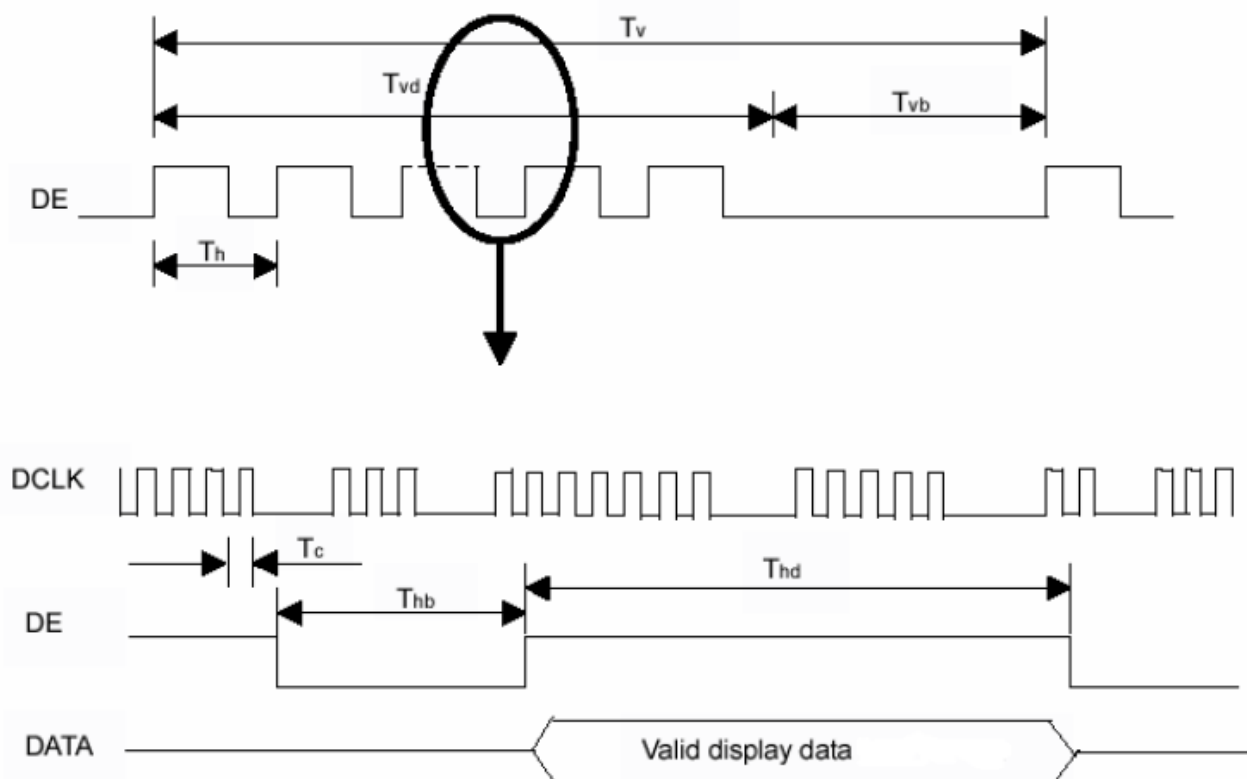 Tv
Tvd
Tvb
DE
Th
DCLK
Tc
Thd
Thb
DE
DATA
Valid display data